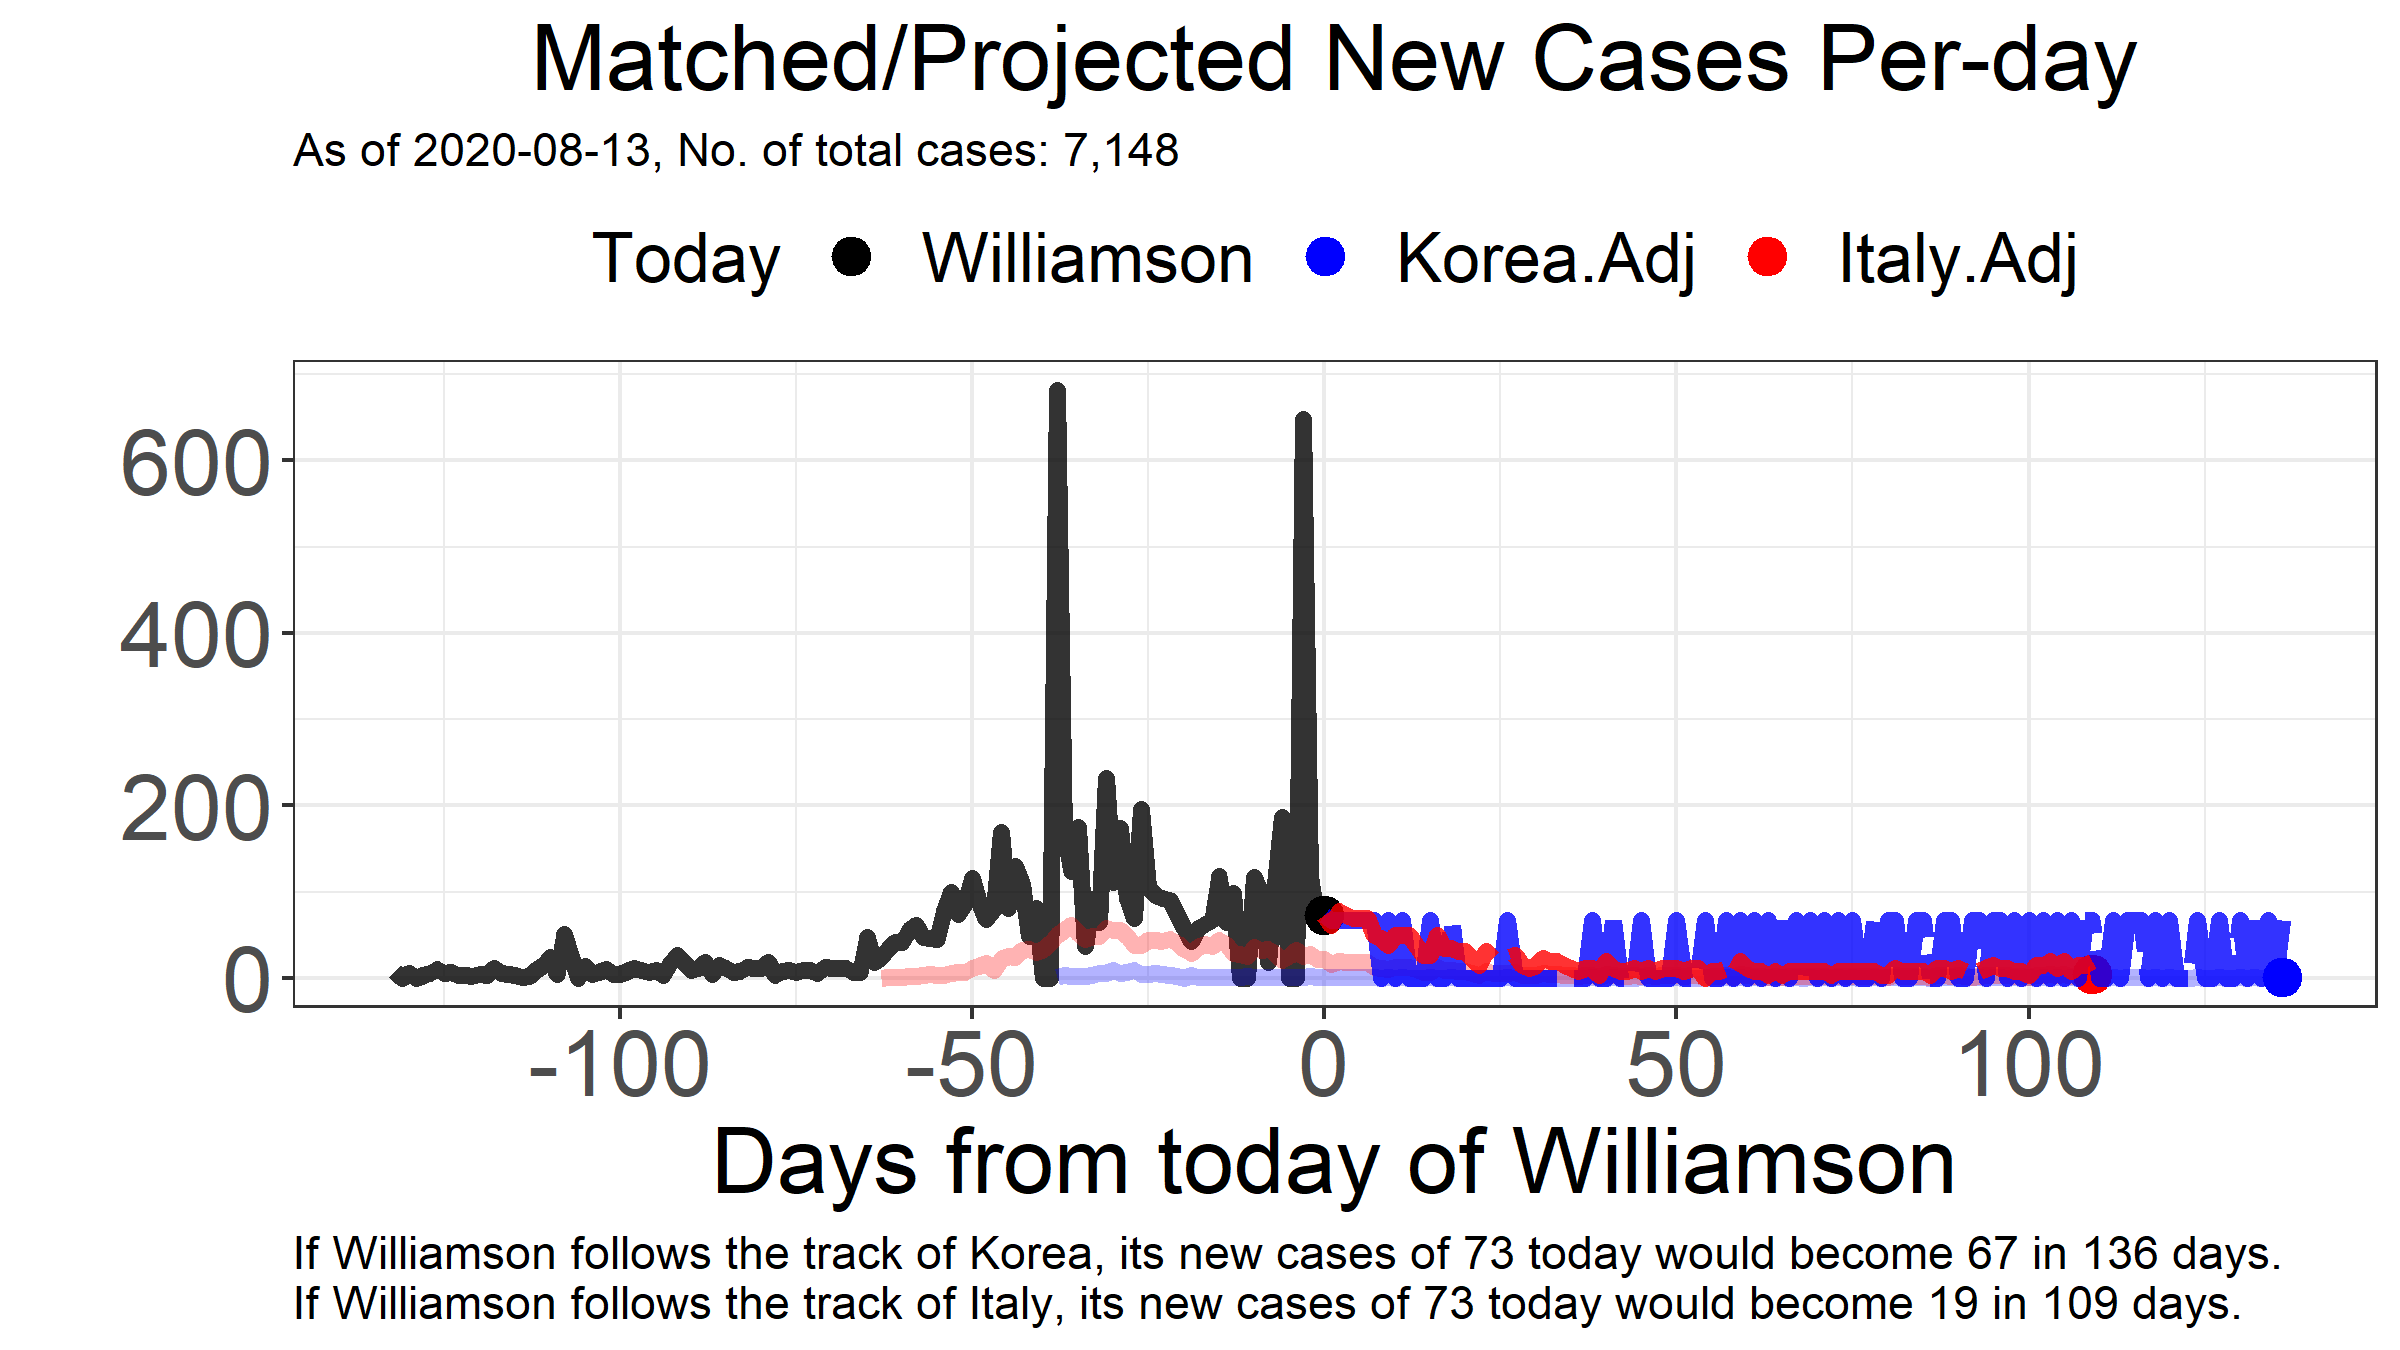 Matched/Projected New Cases Per-day
As of 2020-08-13, No. of total cases: 7,148
Today Williamson Korea.Adj Italy.Adj
600
400
200
0
-100 -50 0 50 100
Days from today of Williamson
If Williamson follows the track of Korea, its new cases of 73 today would become 67 in 136 days.
If Williamson follows the track of Italy, its new cases of 73 today would become 19 in 109 days.